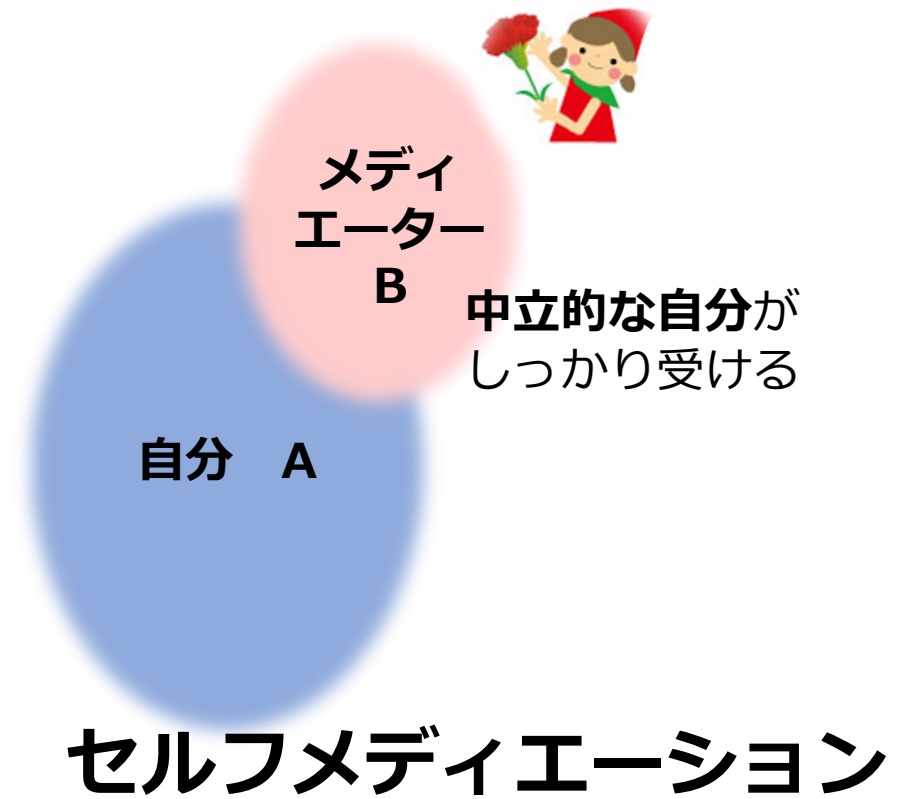 メディ
エーター
B
中立的な自分が
しっかり受ける
自分　A
セルフメディエーション